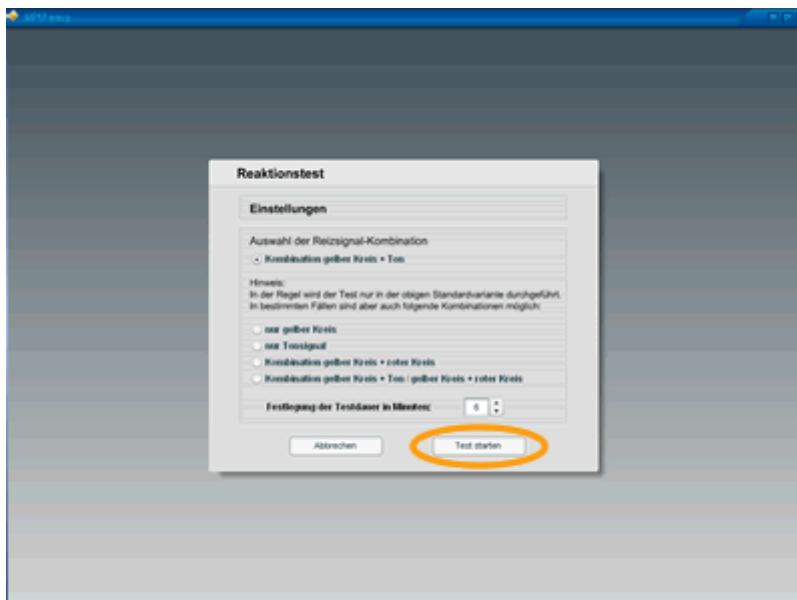 Reaktionstest
Einstellungen
Auswahl der Reizsignal-Kombination
Kombination gelber Kreis + Ton
Hinweis:
In der Regel wird der Test nur in der obigen Standardvariante durchgeführt.
In bestimmten Fällen sind aber auch folgende Kombinationen möglich:
nur gelber Kreis
nur Tonsignal
Kombination gelber Kreis + roter Kreis
Kombination gelber Kreis + Ton / gelber Kreis + roter Kreis
Festlegung der Testdauer in Minuten: 6
Abbrechen Test starten